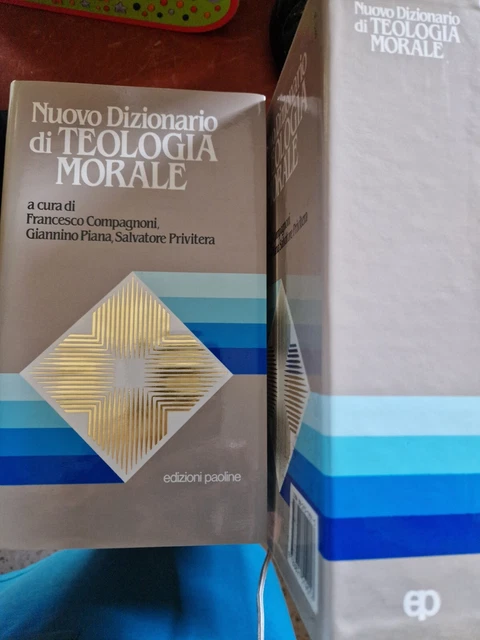 Nuovo Dizionario
di TEOLOGIA
MORALE
a cura di
Francesco Compagnoni,
Giannino Piana, Salvatore Privitera
edizioni paoline
Nuovo Dizionario
di TEOLOGIA
MORALE
ep